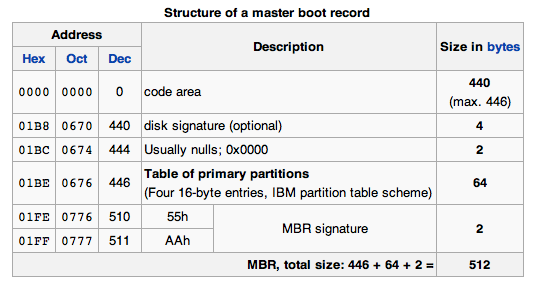 Structure of a master boot record
Address Description Size in bytes
Hex Oct Dec
0000 0000 0 code area 440
(max. 446)
01B8 0670 440 disk signature (optional) 4
01BC 0674 444 Usually nulls; 0x0000 2
01BE 0676 446 Table of primary partitions
(Four 16-byte entries, IBM partition table scheme) 64
01FE 0776 510 55h MBR signature 2
01FF 0777 511 AAh
MBR, total size: 446 + 64 + 2 = 512